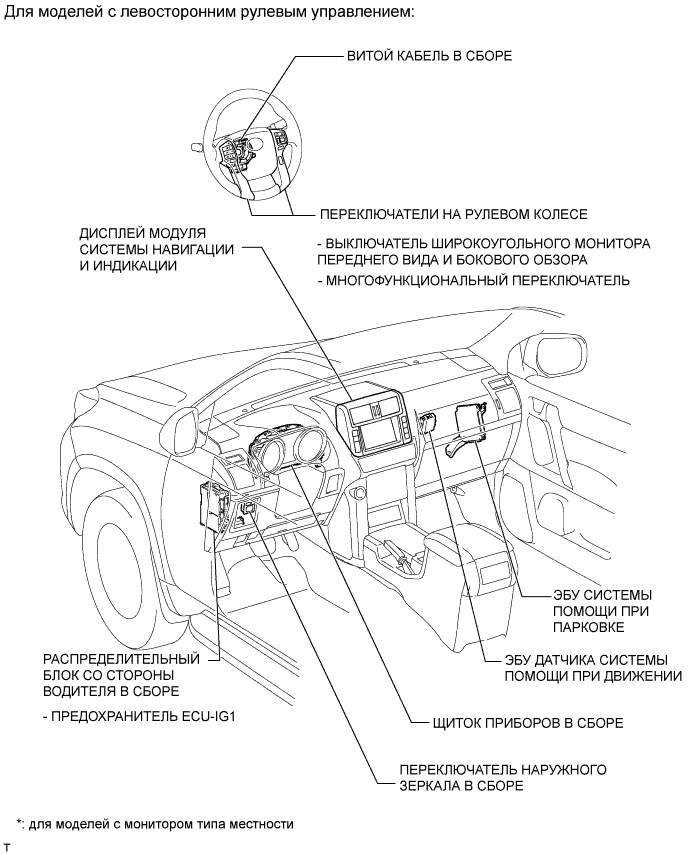 Для моделей с левосторонним рулевым управлением:
ВИТОЙ КАБЕЛЬ В СБОРЕ
ПЕРЕКЛЮЧАТЕЛИ НА РУЛЕВОМ КОЛЕСЕ
- ВЫКЛЮЧАТЕЛЬ ШИРОКОУГОЛЬНОГО МОНИТОРА
ПЕРЕДНЕГО ВИДА И БОКОВОГО ОБЗОРА
- МНОГОФУНКЦИОНАЛЬНЫЙ ПЕРЕКЛЮЧАТЕЛЬ
ДИСПЛЕЙ МОДУЛЯ
СИСТЕМЫ НАВИГАЦИИ
И ИНДИКАЦИИ
ЭБУ СИСТЕМЫ
ПОМОЩИ ПРИ
ПАРКОВКЕ
ЭБУ ДАТЧИКА СИСТЕМЫ
ПОМОЩИ ПРИ ДВИЖЕНИИ
РАСПРЕДЕЛИТЕЛЬНЫЙ
БЛОК СО СТОРОНЫ
ВОДИТЕЛЯ В СБОРЕ
- ПРЕДОХРАНИТЕЛЬ ECU-IG1
ЩИТОК ПРИБОРОВ В СБОРЕ
ПЕРЕКЛЮЧАТЕЛЬ НАРУЖНОГО
ЗЕРКАЛА В СБОРЕ
*: для моделей с монитором типа местности
Т